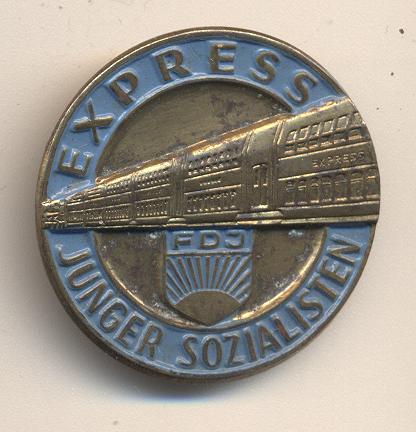 EXPRESS
EXPRESS
FDJ
JUNGER SOZIALISTEN